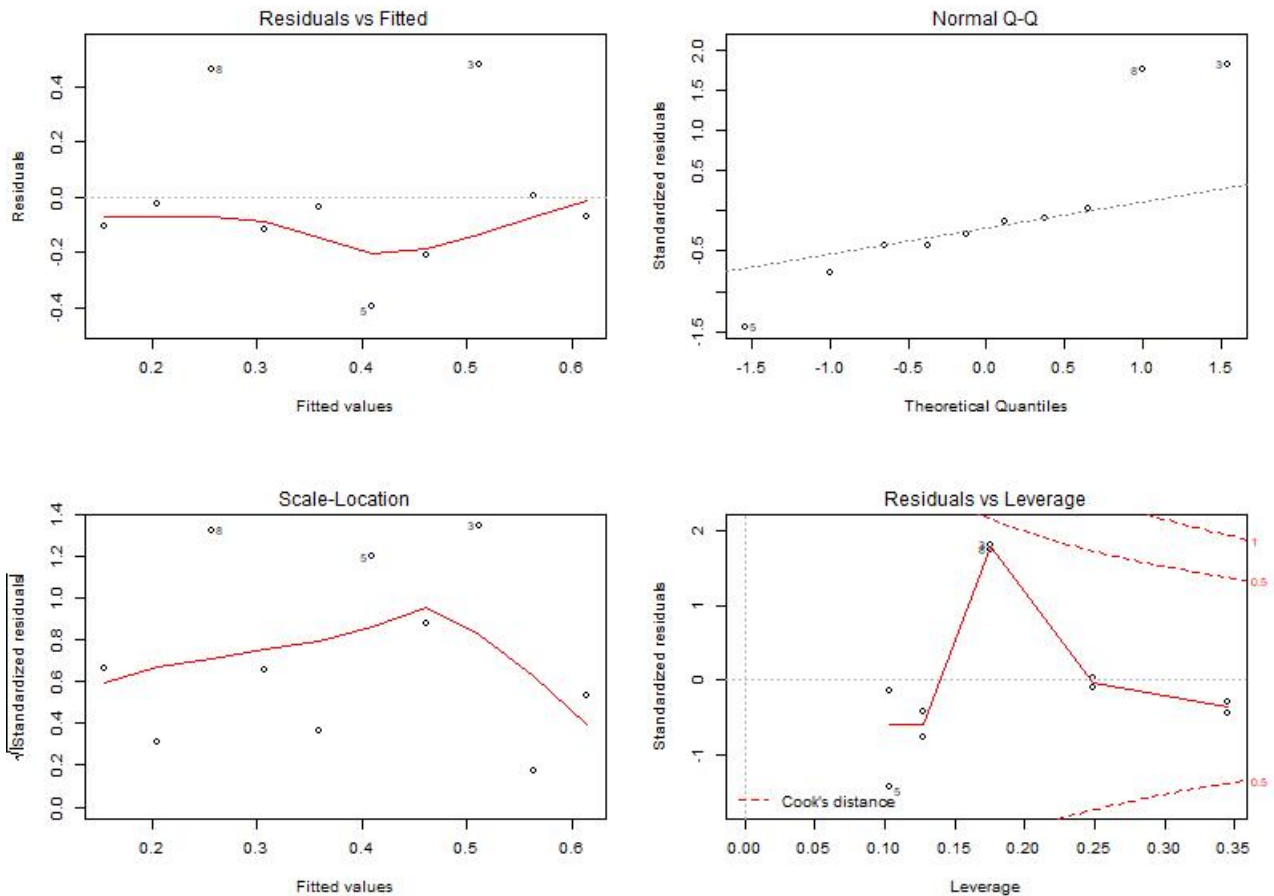 Residuals vs Fitted
Residuals
0.4
0.2
0.0
-0.2
-0.4
8
3
5
0.2 0.3 0.4 0.5 0.6
Fitted values
Normal Q-Q
Standardized residuals
2.0
1.5
1.0
0.5
-0.5
-1.5
8
3
5
-1.5 -1.0 -0.5 0.0 0.5 1.0 1.5
Theoretical Quantiles
Scale-Location
√|Standardized residuals|
1.4
1.2
1.0
0.8
0.6
0.4
0.2
0.0
8
5
3
0.2 0.3 0.4 0.5 0.6
Fitted values
Residuals vs Leverage
Standardized residuals
2
1
0
-1
3
8
5
1
0.5
0.5
Cook's distance
0.00 0.05 0.10 0.15 0.20 0.25 0.30 0.35
Leverage